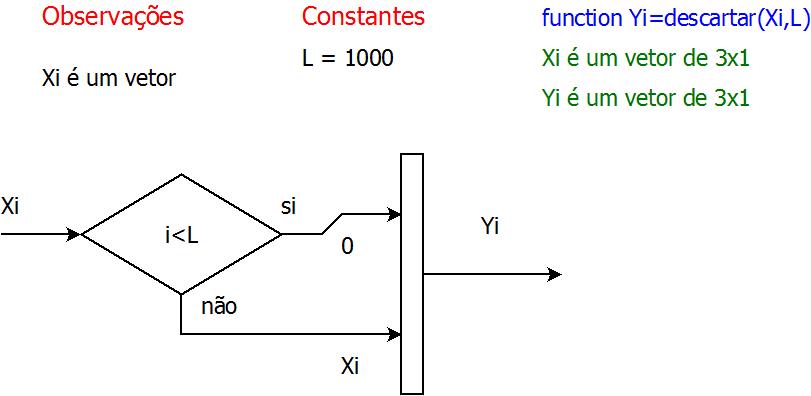 Observações
Xi é um vetor
Constantes
L = 1000
function Yi=descartar(Xi,L)
Xi é um vetor de 3x1
Yi é um vetor de 3x1
Xi
i<L
si
0
não
Xi
Yi